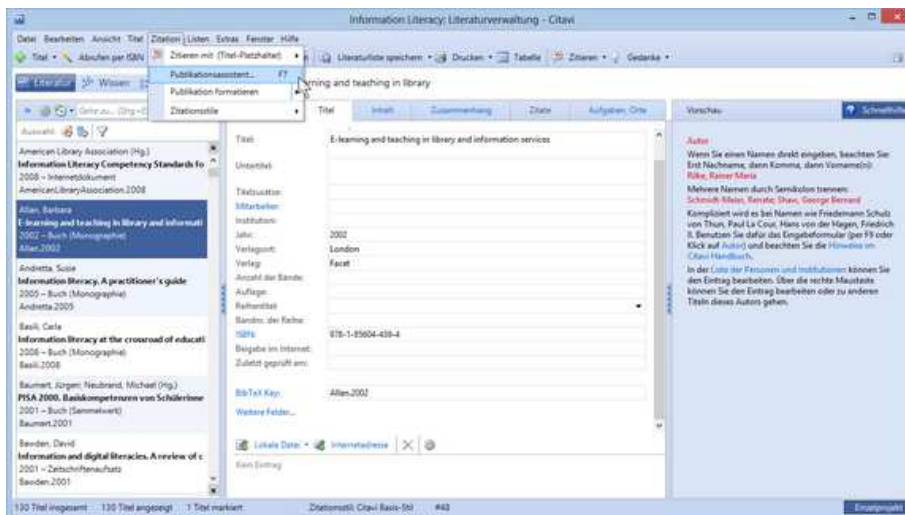 Information Literacy: Literaturverwaltung - Citavi
Datei Bearbeiten Ansicht Titel Zitation Listen Extras Fenster Hilfe
Titel Abrufen per ISBN
Literaturliste speichern Drucken Tabelle Zitieren Gedanke
Zitieren mit (Titel-Platzhalter)
Publikationsassistent... F7
Publikation formatieren
Zitationsstile
Literatur Wissen
rning and teaching in library
Titel Inhalt Zusammenhang Zitate Aufgaben, Orte
Vorschau Schnellhilfe
Auswahl
American Library Association (Hg.)
Information Literacy Competency Standards fo
2008 – Internetdokument
AmericanLibraryAssociation.2008
Allan, Barbara
E-learning and teaching in library and informati
2002 – Buch (Monographie)
Allan.2002
Andretta, Susie
Information literacy. A practitioner's guide
2005 – Buch (Monographie)
Andretta.2005
Basili, Carla
Information literacy at the crossroad of educati
2008 – Buch (Monographie)
Basili.2008
Baumert, Jürgen; Neubrand, Michael (Hg.)
PISA 2000. Basiskompetenzen von Schülerinne
2001 – Buch (Sammelwerk)
Baumert.2001
Bawden, David
Information and digital literacies. A review of c
2001 – Zeitschriftenaufsatz
Bawden.2001
Titel: E-learning and teaching in library and information services
Untertitel:
Titelzusätze:
Mitarbeiter:
Institution:
Jahr: 2002
Verlagsort: London
Verlag: Facet
Anzahl der Bände:
Auflage:
Reihentitel:
Bandnr. der Reihe:
ISBN: 978-1-85604-439-4
Beigabe im Internet:
Zuletzt geprüft am:
BibTeX Key: Allan.2002
Weitere Felder...
Lokale Datei Internetadresse
Kein Eintrag
Autor
Wenn Sie einen Namen direkt eingeben, beachten Sie:
Erst Nachname, dann Komma, dann Vorname(n):
Rilke, Rainer Maria
Mehrere Namen durch Semikolon trennen:
Schmidt-Maier, Renate; Shaw, George Bernard
Kompliziert wird es bei Namen wie Friedemann Schulz
von Thun, Paul La Cour, Hans von der Hagen, Friedrich
II. Benutzen Sie dafür das Eingabeformular (per F9 oder
Klick auf Autor) und beachten Sie die Hinweise im
Citavi Handbuch.
In der Liste der Personen und Institutionen können Sie
den Eintrag bearbeiten. Über die rechte Maustaste
können Sie den Eintrag bearbeiten oder zu anderen
Titeln dieses Autors gehen.
130 Titel insgesamt 130 Titel angezeigt 1 Titel markiert Zitationsstil: Citavi Basis-Stil #48 Einzelprojekt